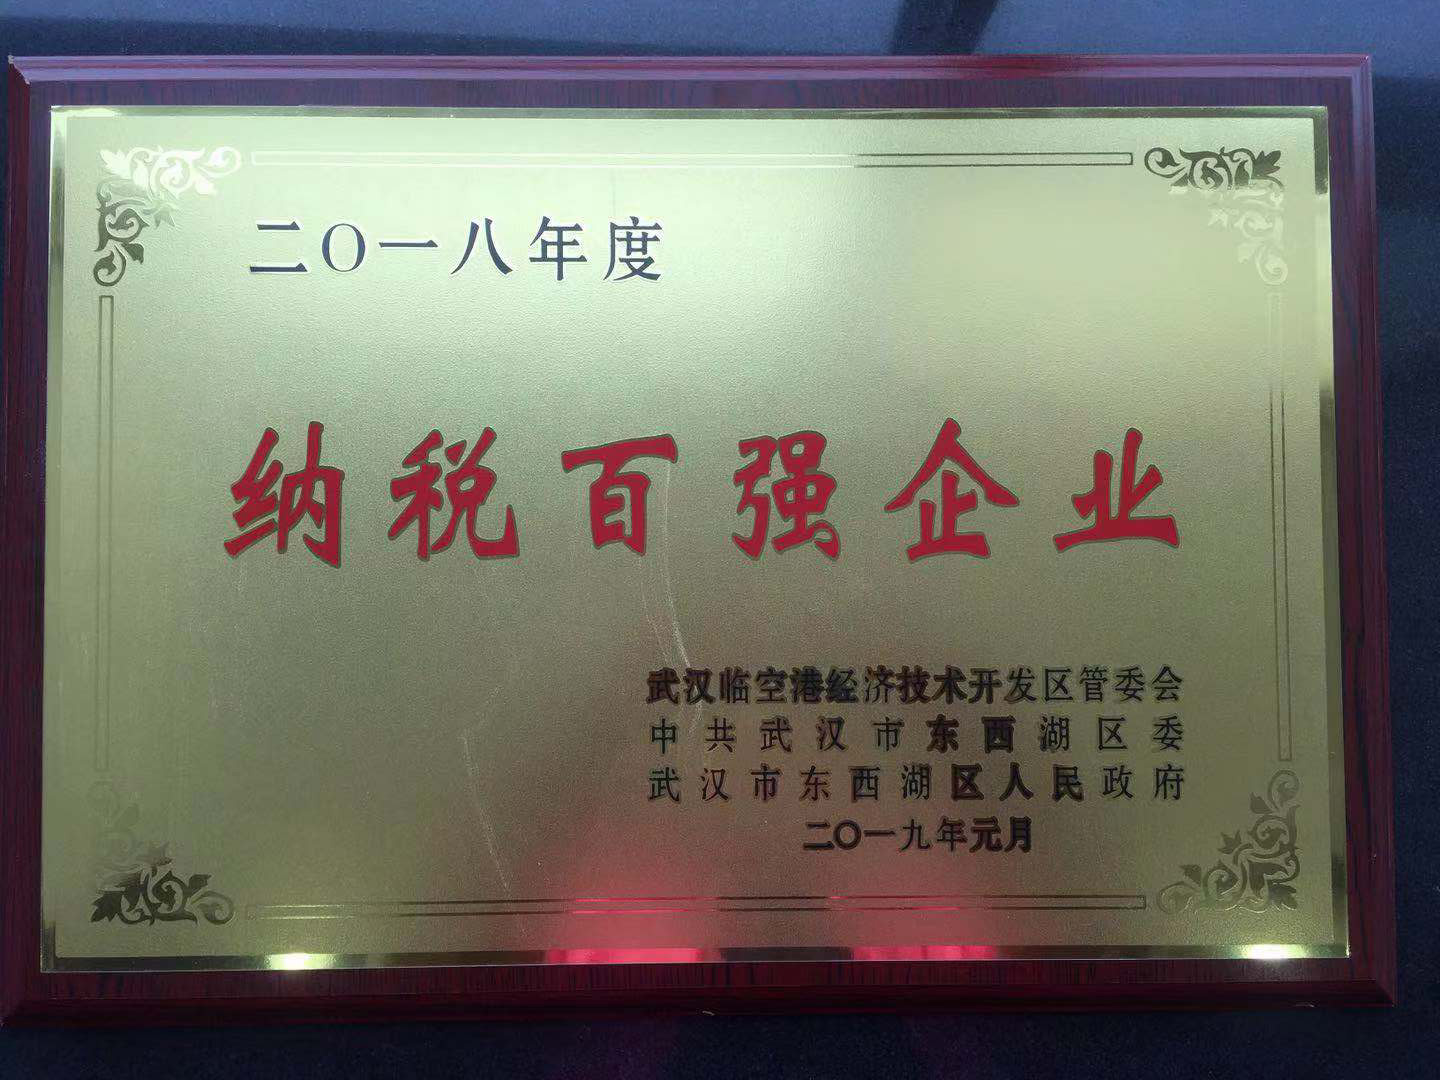 二〇一八年度
纳税百强企业
武汉临空港经济技术开发区管委会
中共武汉市东西湖区委
武汉市东西湖区人民政府
二〇一九年元月